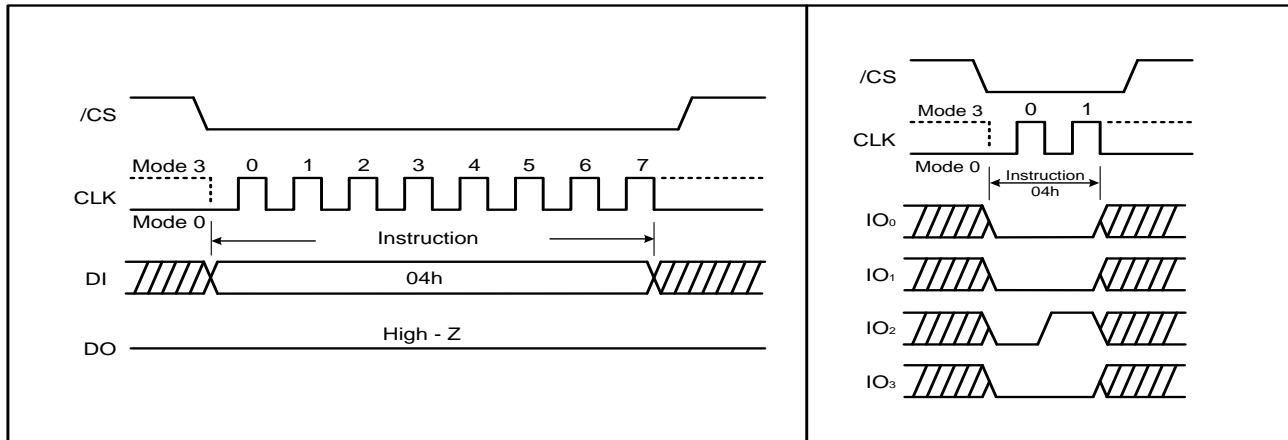 /CS
Mode 3 0 1 2 3 4 5 6 7
CLK
Mode 0
Instruction
DI 04h
High - Z
DO
/CS
Mode 3 0 1
CLK
Mode 0
Instruction
04h
IO₀
IO₁
IO₂
IO₃